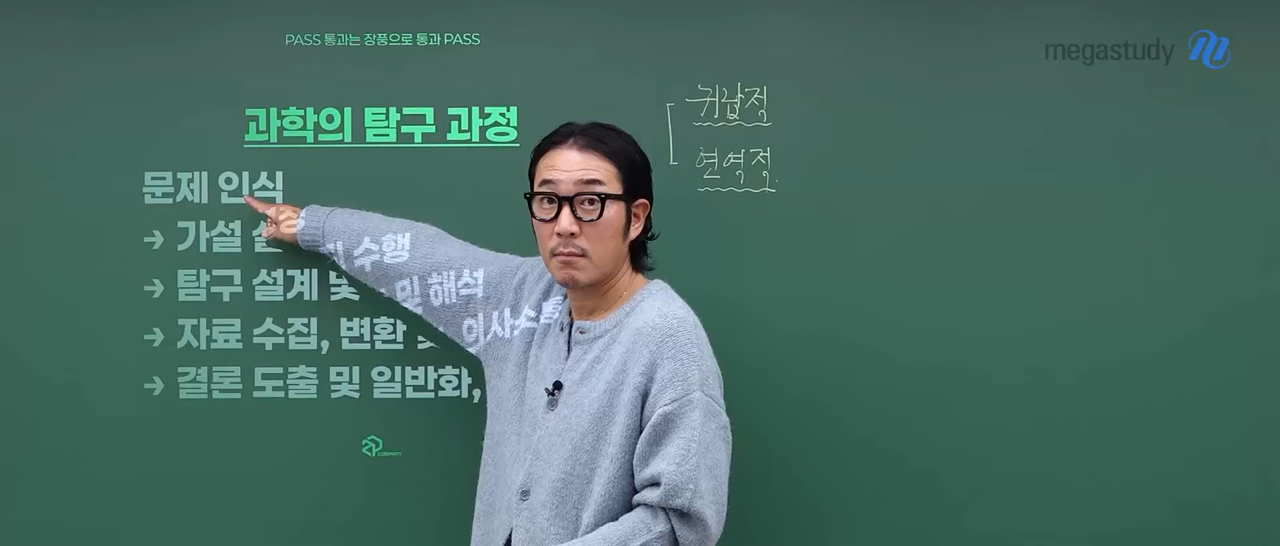 PASS 통과는 장풍으로 통과 PASS
megastudy
과학의 탐구 과정
귀납적
연역적
문제 인식
→ 가설 설정
→ 탐구 설계 및 수행
→ 자료 수집, 변환 및 해석
→ 결론 도출 및 일반화, 의사소통